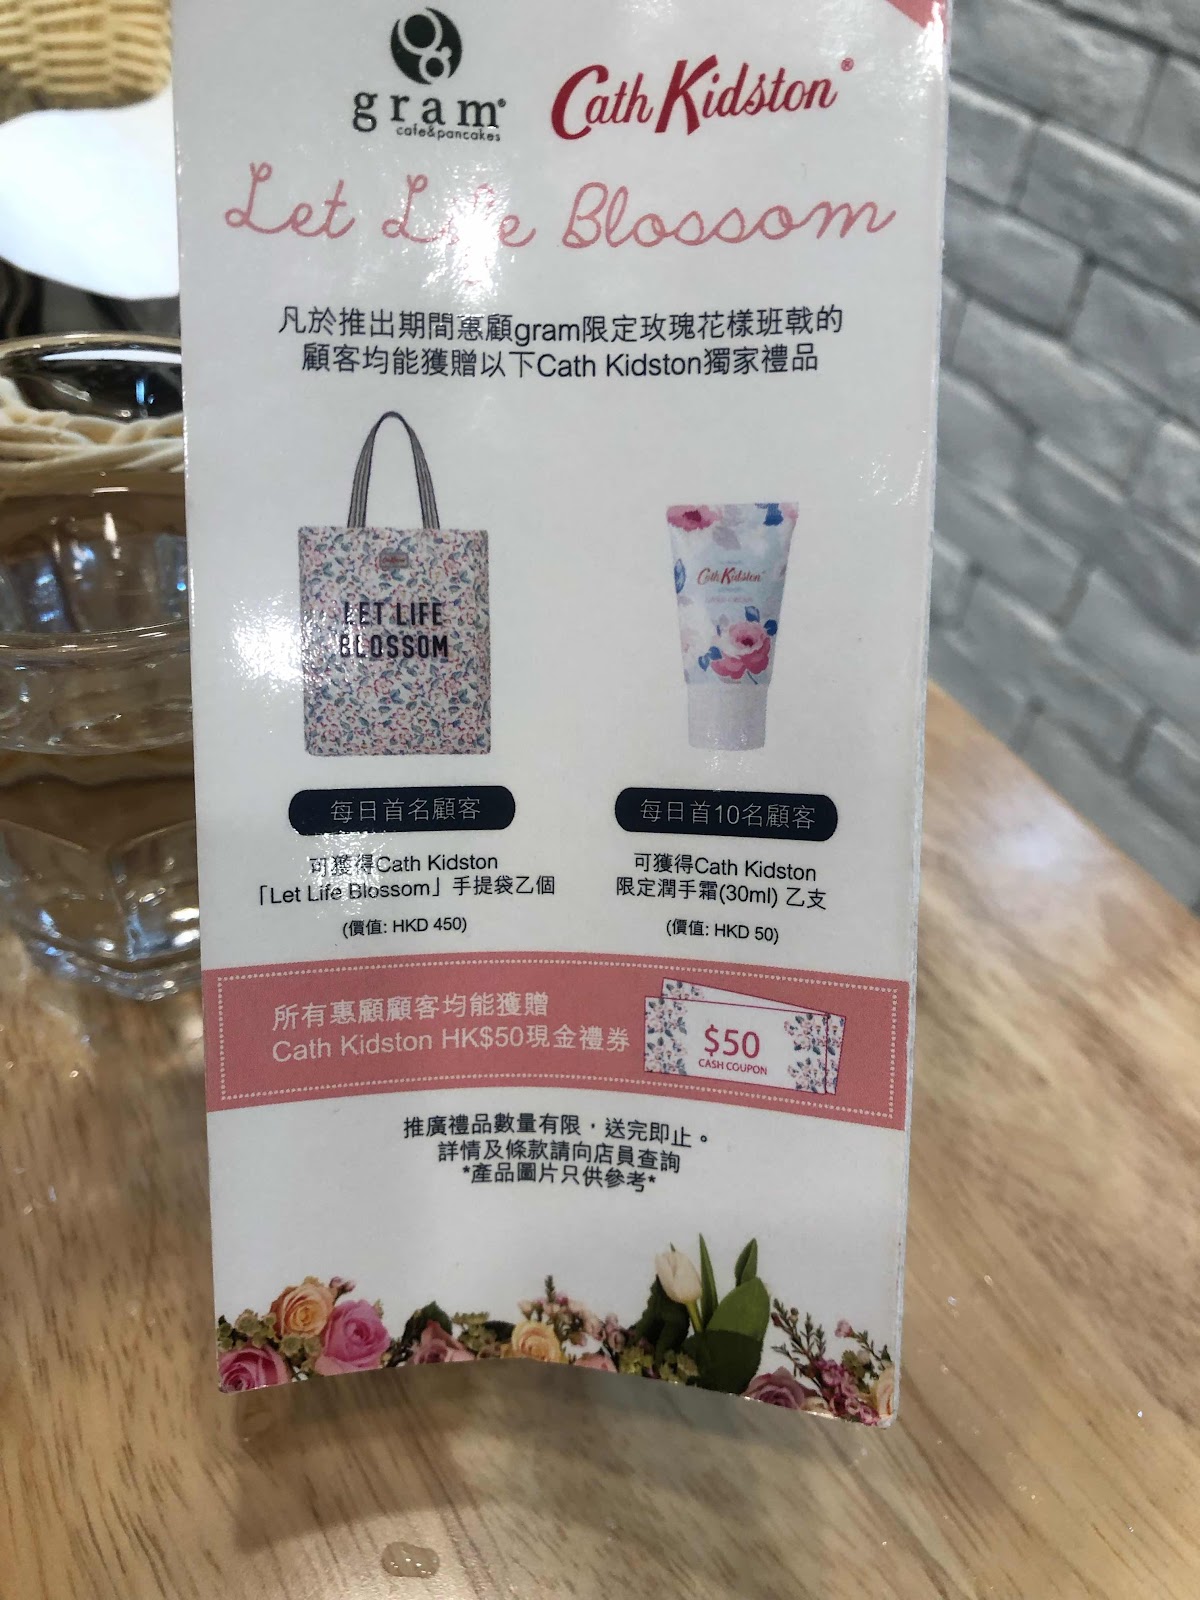 gram®
cafe&pancakes
Cath Kidston®
Let Life Blossom
凡於推出期間惠顧gram限定玫瑰花樣班戟的
顧客均能獲贈以下Cath Kidston獨家禮品
LET LIFE
BLOSSOM
Cath Kidston
HAND CREAM
每日首名顧客
可獲得Cath Kidston
「Let Life Blossom」手提袋乙個
(價值: HKD 450)
每日首10名顧客
可獲得Cath Kidston
限定潤手霜(30ml) 乙支
(價值: HKD 50)
所有惠顧顧客均能獲贈
Cath Kidston HK$50現金禮券
$50
CASH COUPON
推廣禮品數量有限，送完即止。
詳情及條款請向店員查詢
*產品圖片只供參考*